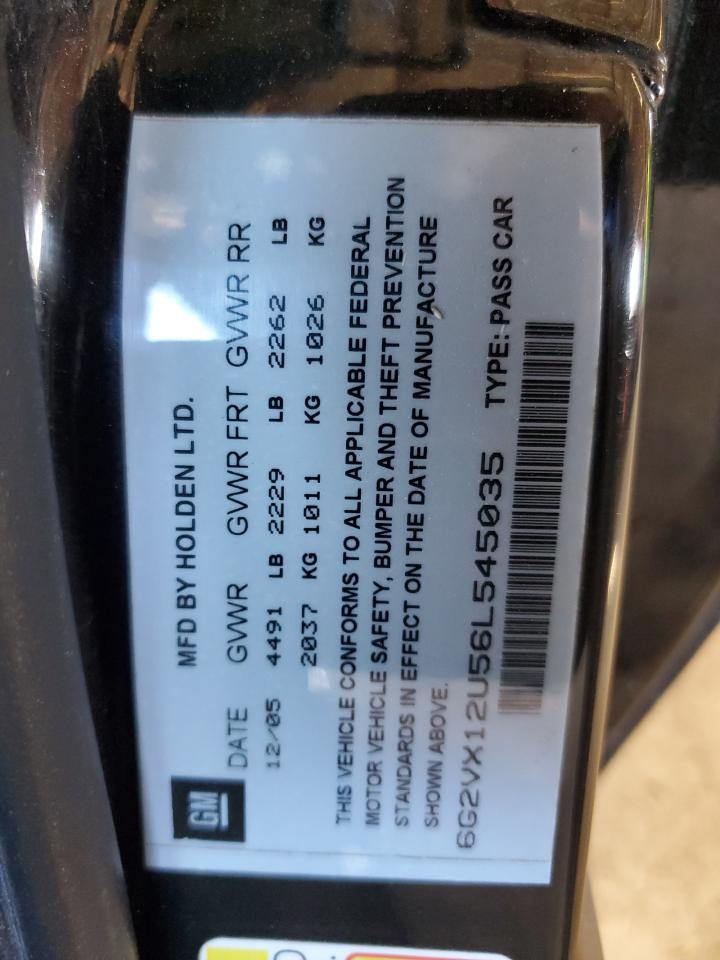 GM
MFD BY HOLDEN LTD.
DATE GVWR GVWR FRT GVWR RR
12/05 4491 LB 2229 LB 2262 LB
2037 KG 1011 KG 1026 KG
THIS VEHICLE CONFORMS TO ALL APPLICABLE FEDERAL
MOTOR VEHICLE SAFETY, BUMPER AND THEFT PREVENTION
STANDARDS IN EFFECT ON THE DATE OF MANUFACTURE
SHOWN ABOVE.
6G2VX12U56L545035 TYPE: PASS CAR